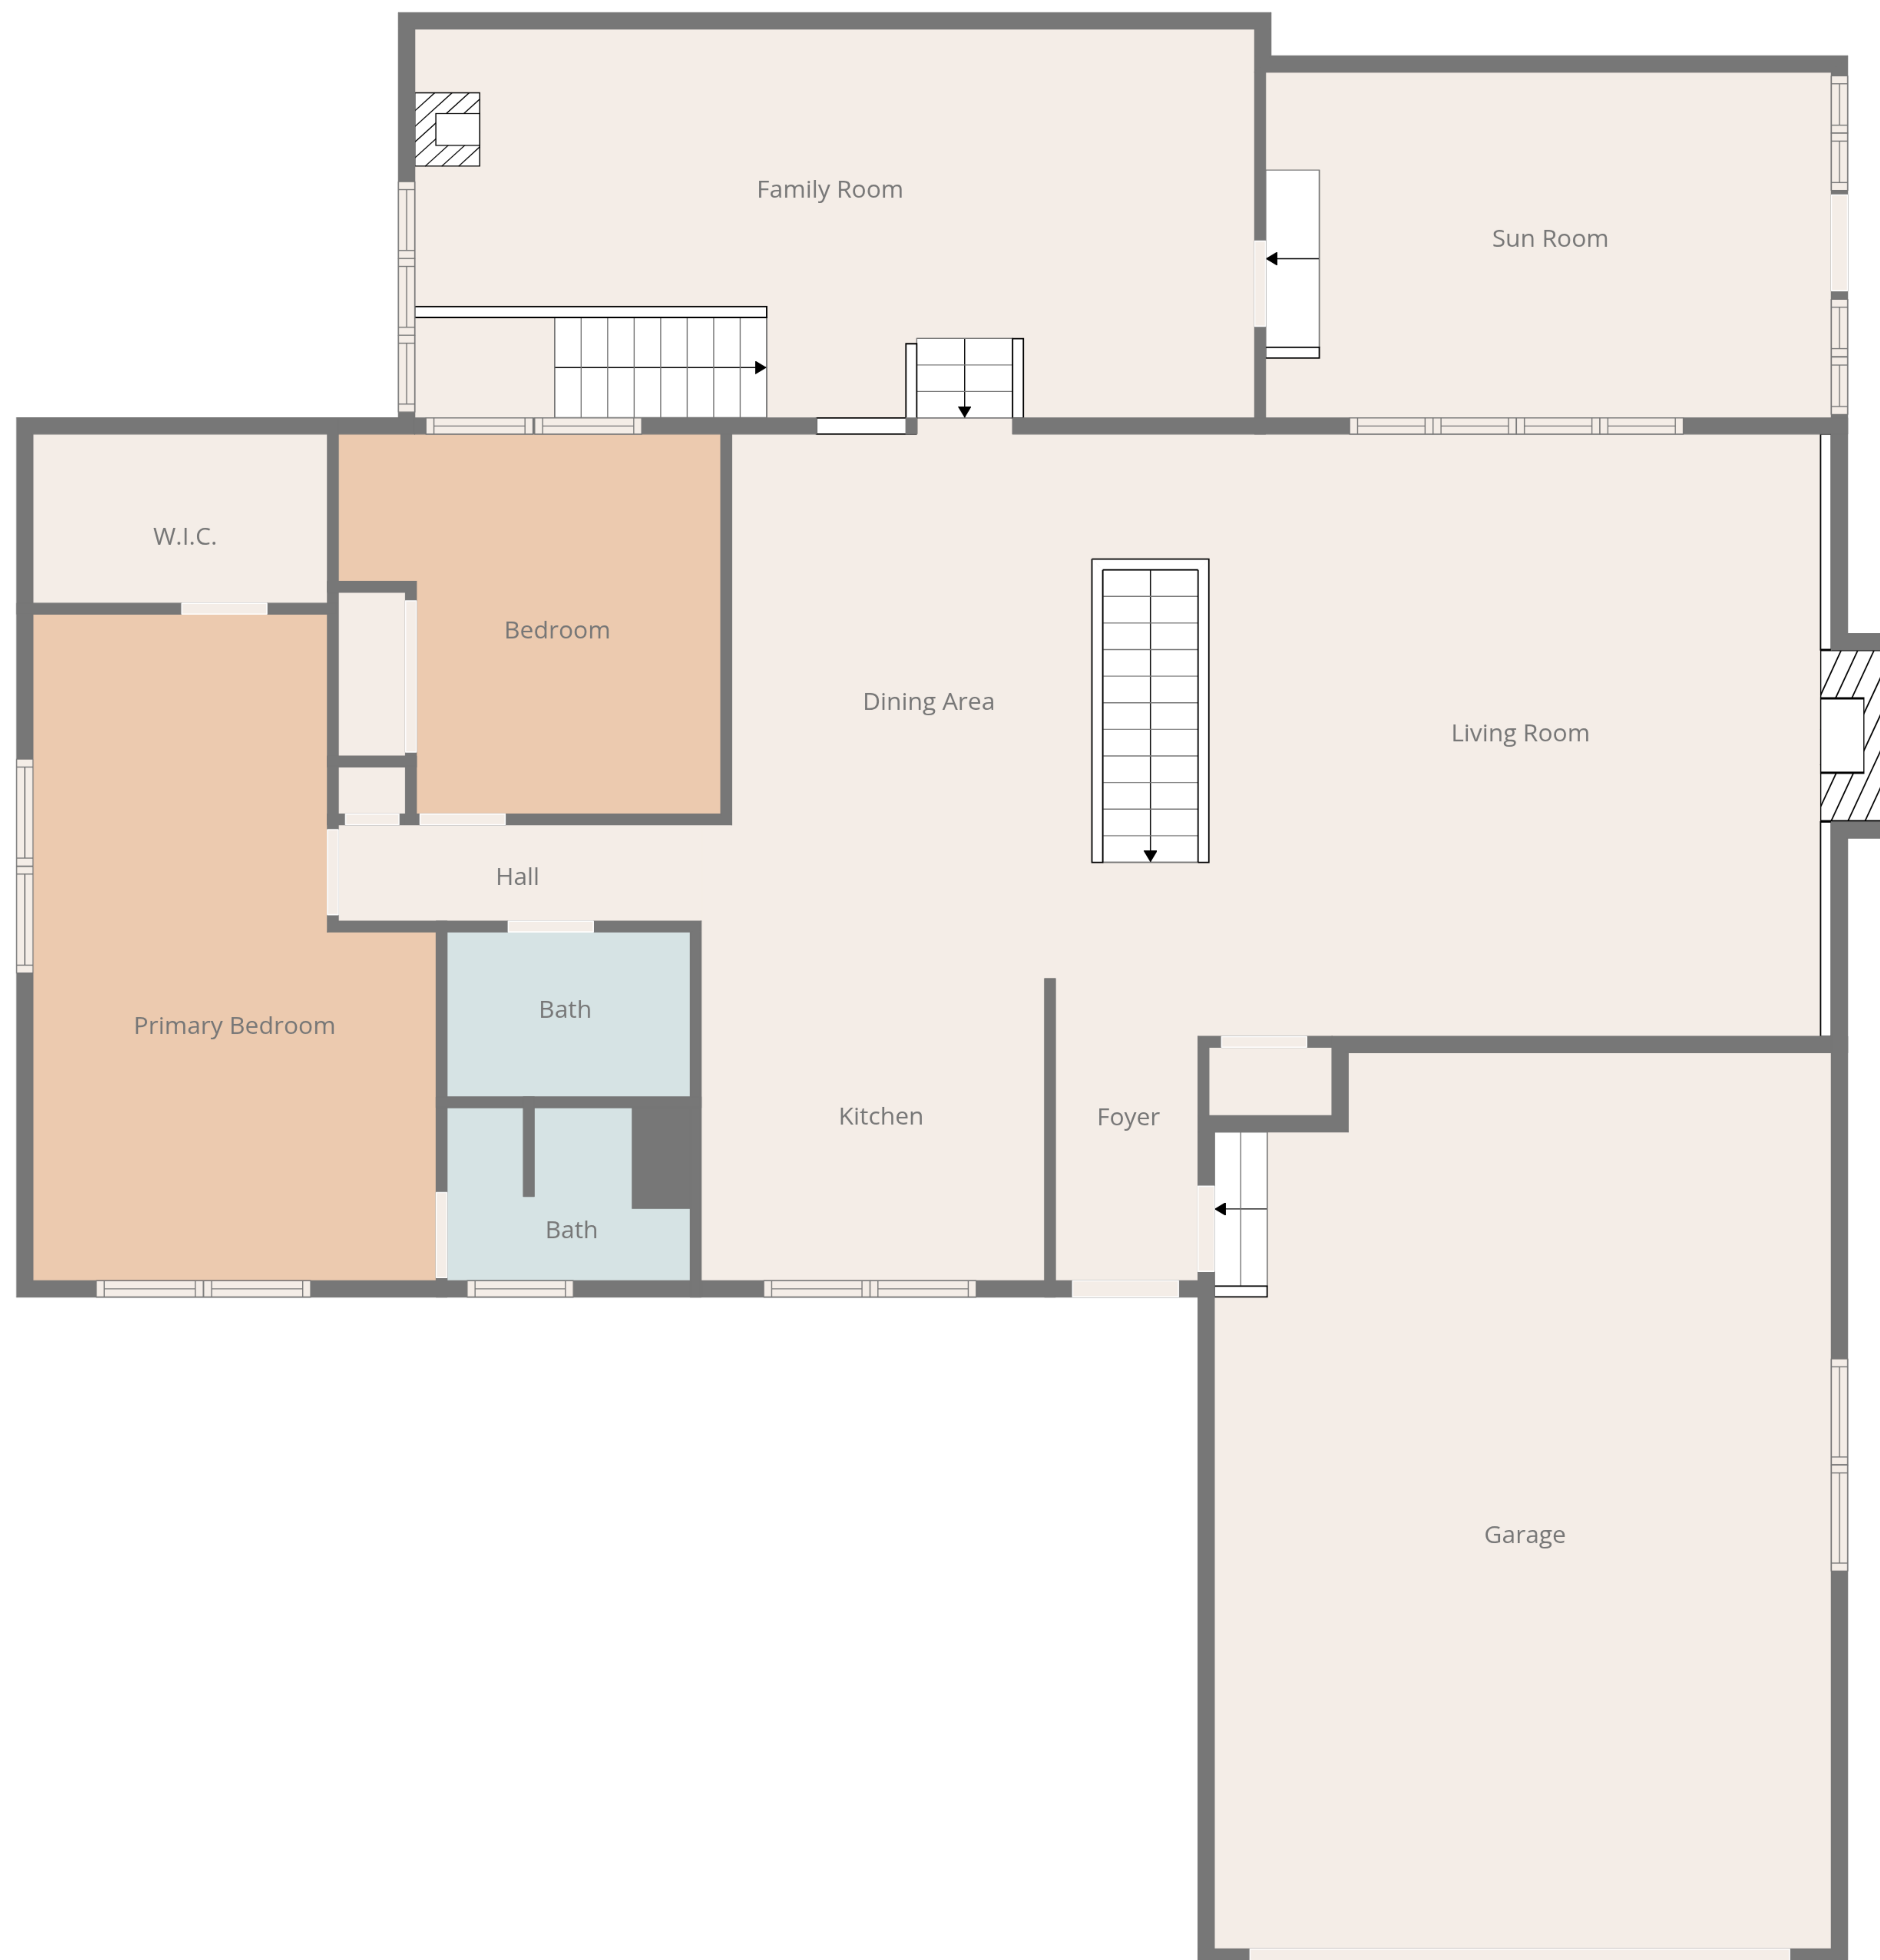 Family Room
Sun Room
W.I.C.
Bedroom
Dining Area
Living Room
Hall
Bath
Primary Bedroom
Kitchen
Foyer
Bath
Garage